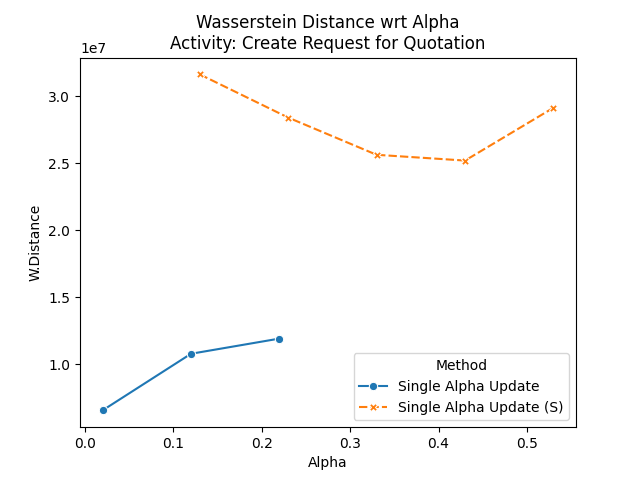 Wasserstein Distance wrt Alpha
Activity: Create Request for Quotation
1e7
3.0
2.5
2.0
1.5
1.0
W.Distance
0.0
0.1
0.2
0.3
0.4
0.5
Alpha
Method
Single Alpha Update
Single Alpha Update (S)